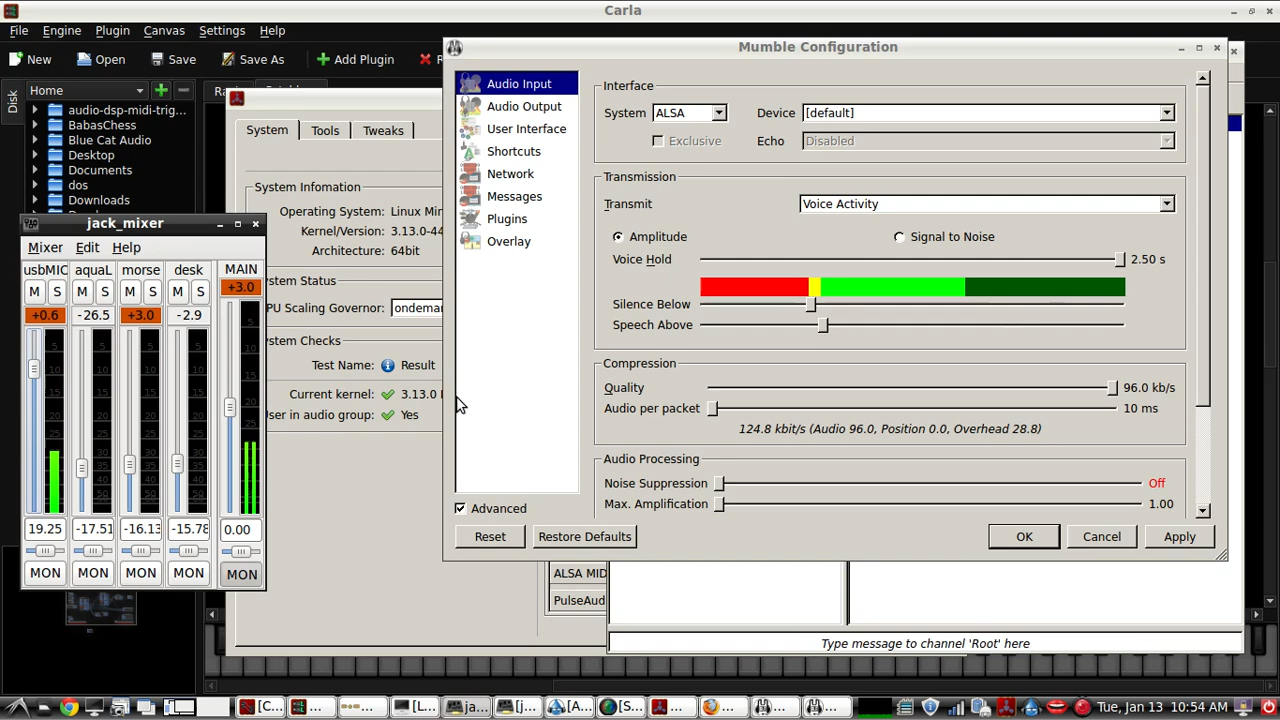 Carla
File Engine Plugin Canvas Settings Help
New Open Save Save As Add Plugin
Disk
Home
audio-dsp-midi-trig...
BabasChess
Blue Cat Audio
Desktop
Documents
dos
Downloads
System Tools Tweaks
System Infomation
Operating System: Linux Min
Kernel/Version: 3.13.0-44
Architecture: 64bit
ystem Status
PU Scaling Governor: ondemar
ystem Checks
Test Name: Result
Current kernel: 3.13.0
ser in audio group: Yes
ALSA MID
PulseAud
jack_mixer
Mixer Edit Help
usbMIC aquaL morse desk MAIN
M S M S M S M S
+0.6 -26.5 +3.0 -2.9 +3.0
19.25 -17.51 -16.13 -15.78 0.00
MON MON MON MON MON
Mumble Configuration
Audio Input
Audio Output
User Interface
Shortcuts
Network
Messages
Plugins
Overlay
Advanced
Interface
System ALSA Device [default]
Exclusive Echo Disabled
Transmission
Transmit Voice Activity
Amplitude Signal to Noise
Voice Hold 2.50 s
Silence Below
Speech Above
Compression
Quality 96.0 kb/s
Audio per packet 10 ms
124.8 kbit/s (Audio 96.0, Position 0.0, Overhead 28.8)
Audio Processing
Noise Suppression Off
Max. Amplification 1.00
Reset Restore Defaults OK Cancel Apply
Type message to channel 'Root' here
[C... ... ... [L... ja... [j... [A... [S... ... ... [... [...
Tue, Jan 13 10:54 AM